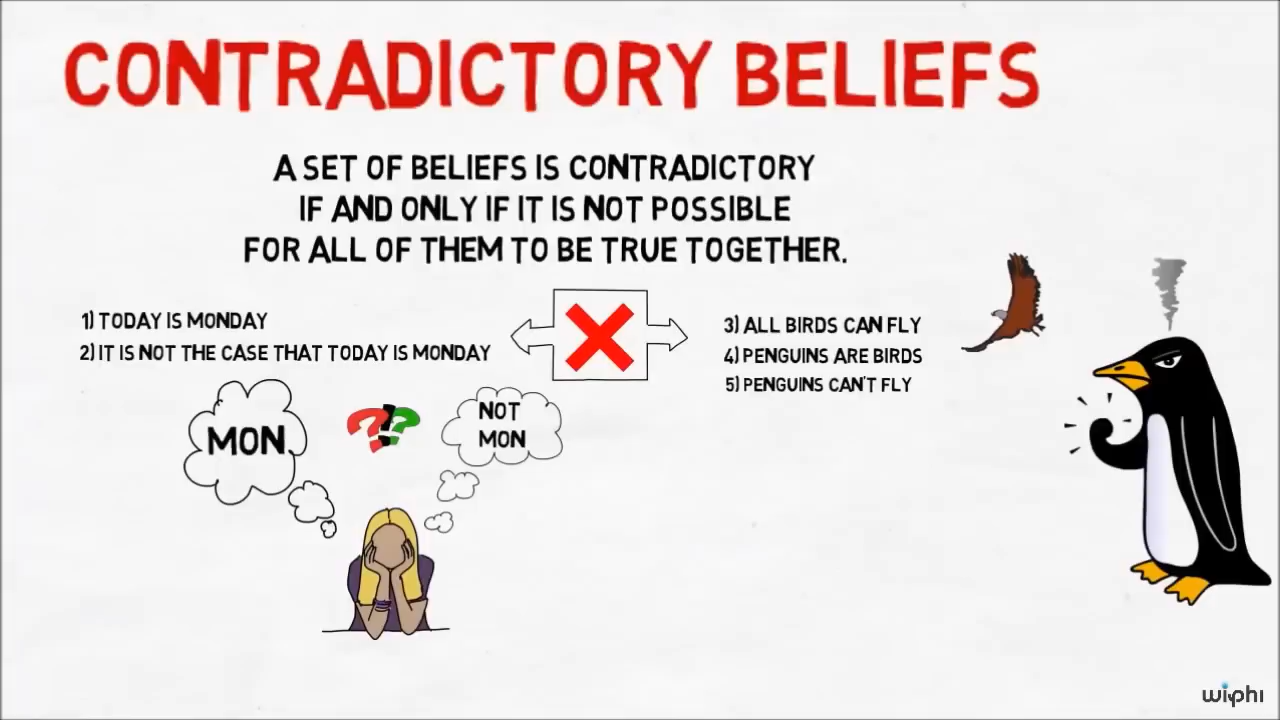 CONTRADICTORY BELIEFS
A SET OF BELIEFS IS CONTRADICTORY
IF AND ONLY IF IT IS NOT POSSIBLE
FOR ALL OF THEM TO BE TRUE TOGETHER.
1) TODAY IS MONDAY
2) IT IS NOT THE CASE THAT TODAY IS MONDAY
3) ALL BIRDS CAN FLY
4) PENGUINS ARE BIRDS
5) PENGUINS CAN'T FLY
MON.
??
NOT
MON
wiphi